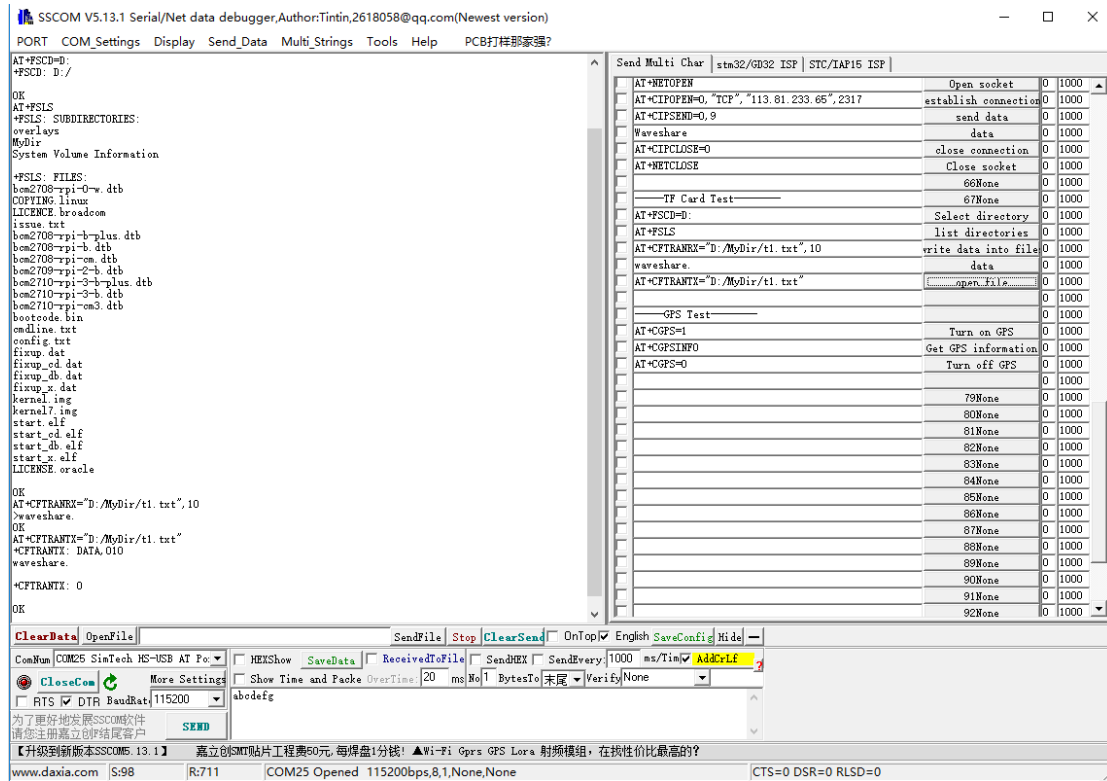 SSCOM V5.13.1 Serial/Net data debugger,Author:Tintin,2618058@qq.com(Newest version)
PORT COM_Settings Display Send_Data Multi_Strings Tools Help PCB打样那家强?
AT+FSCD=D:
+FSCD: D:/
OK
AT+FSLS
+FSLS: SUBDIRECTORIES:
overlays
MyDir
System Volume Information
+FSLS: FILES:
bcm2708-rpi-0-w.dtb
COPYING.linux
LICENCE.broadcom
issue.txt
bcm2708-rpi-b-plus.dtb
bcm2708-rpi-b.dtb
bcm2708-rpi-cm.dtb
bcm2709-rpi-2-b.dtb
bcm2710-rpi-3-b-plus.dtb
bcm2710-rpi-3-b.dtb
bcm2710-rpi-cm3.dtb
bootcode.bin
cmdline.txt
config.txt
fixup.dat
fixup_cd.dat
fixup_db.dat
fixup_x.dat
kernel.img
kernel7.img
start.elf
start_cd.elf
start_db.elf
start_x.elf
LICENSE.oracle
OK
AT+CFTRANRX="D:/MyDir/t1.txt",10
>waveshare.
OK
AT+CFTRANTX="D:/MyDir/t1.txt"
+CFTRANTX: DATA,010
waveshare.
+CFTRANTX: 0
OK
Send Multi Char stm32/GD32 ISP STC/IAP15 ISP
AT+NETOPEN Open socket 0 1000
AT+CIPOPEN=0,"TCP","113.81.233.65",2317 establish connection 0 1000
AT+CIPSEND=0,9 send data 0 1000
Waveshare data 0 1000
AT+CIPCLOSE=0 close connection 0 1000
AT+NETCLOSE Close socket 0 1000
66None 0 1000
——TF Card Test——— 67None 0 1000
AT+FSCD=D: Select directory 0 1000
AT+FSLS list directories 0 1000
AT+CFTRANRX="D:/MyDir/t1.txt",10 write data into file 0 1000
waveshare. data 0 1000
AT+CFTRANTX="D:/MyDir/t1.txt" open file 0 1000
0 1000
——GPS Test——— 0 1000
AT+CGPS=1 Turn on GPS 0 1000
AT+CGPSINFO Get GPS information 0 1000
AT+CGPS=0 Turn off GPS 0 1000
0 1000
79None 0 1000
80None 0 1000
81None 0 1000
82None 0 1000
83None 0 1000
84None 0 1000
85None 0 1000
86None 0 1000
87None 0 1000
88None 0 1000
89None 0 1000
90None 0 1000
91None 0 1000
92None 0 1000
ClearData OpenFile SendFile Stop ClearSend OnTop English SaveConfig Hide —
ComNum COM25 SimTech HS-USB AT Po: HEXShow SaveData ReceivedToFile SendHEX SendEvery: 1000 ms/Tim AddCrLf ?
CloseCom More Settings Show Time and Packe OverTime: 20 ms No 1 BytesTo 末尾 Verify None
RTS DTR BaudRat: 115200 abcdefg
为了更好地发展SSCOM软件
请您注册嘉立创F结尾客户 SEND
【升级到新版本SSCOM5.13.1】 嘉立创SMT贴片工程费50元,每焊盘1分钱! ▲Wi-Fi Gprs GPS Lora 射频模组，在找性价比最高的?
www.daxia.com S:98 R:711 COM25 Opened 115200bps,8,1,None,None CTS=0 DSR=0 RLSD=0